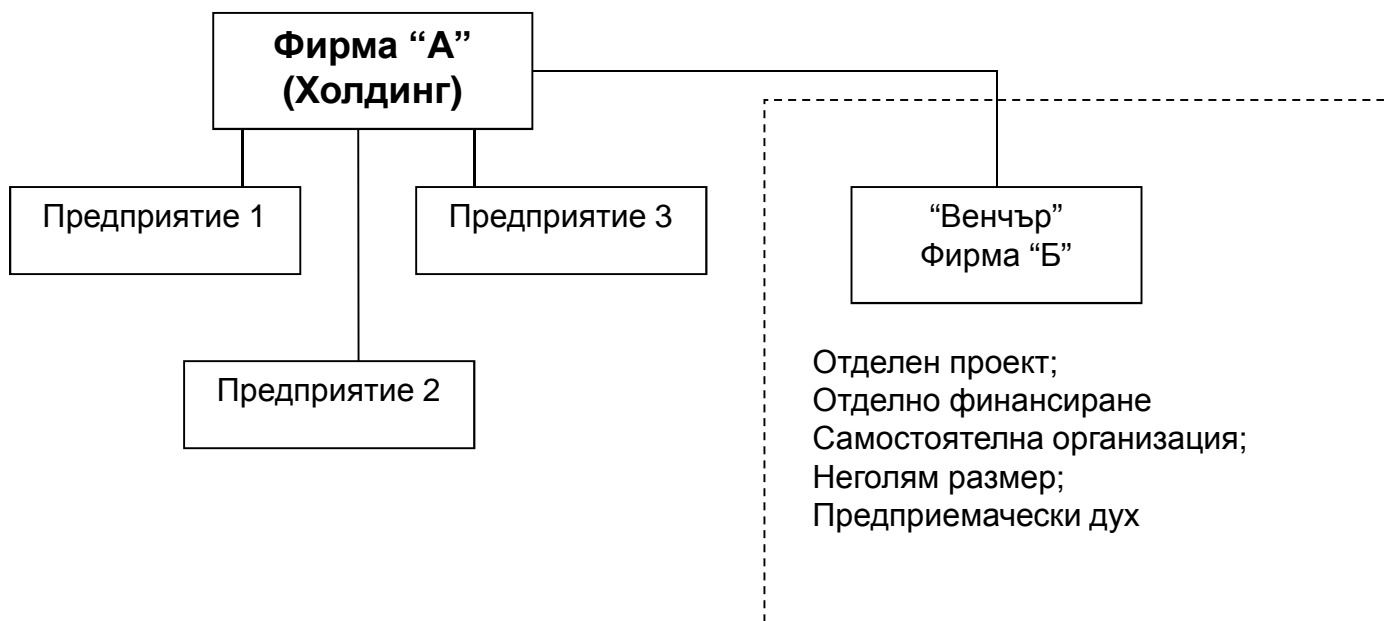 Фирма “А”
(Холдинг)
Предприятие 1
Предприятие 3
“Венчър”
Фирма “Б”
Предприятие 2
Отделен проект;
Отделно финансиране
Самостоятелна организация;
Неголям размер;
Предприемачески дух